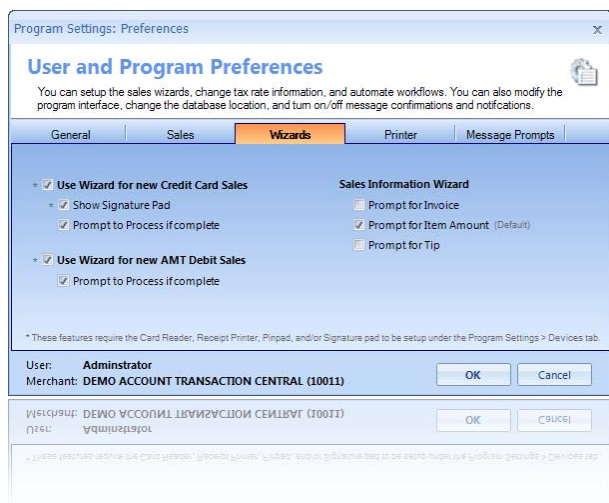 Program Settings: Preferences
x
User and Program Preferences
You can setup the sales wizards, change tax rate information, and automate workflows. You can also modify the
program interface, change the database location, and turn on/off message confirmations and notifcations.
General Sales Wizards Printer Message Prompts
* Use Wizard for new Credit Card Sales
* Show Signature Pad
Prompt to Process if complete
* Use Wizard for new AMT Debit Sales
Prompt to Process if complete
Sales Information Wizard
Prompt for Invoice
Prompt for Item Amount (Default)
Prompt for Tip
* These features require the Card Reader, Receipt Printer, Pinpad, and/or Signature pad to be setup under the Program Settings > Devices tab.
User: Adminstrator
Merchant: DEMO ACCOUNT TRANSACTION CENTRAL (10011)
OK Cancel